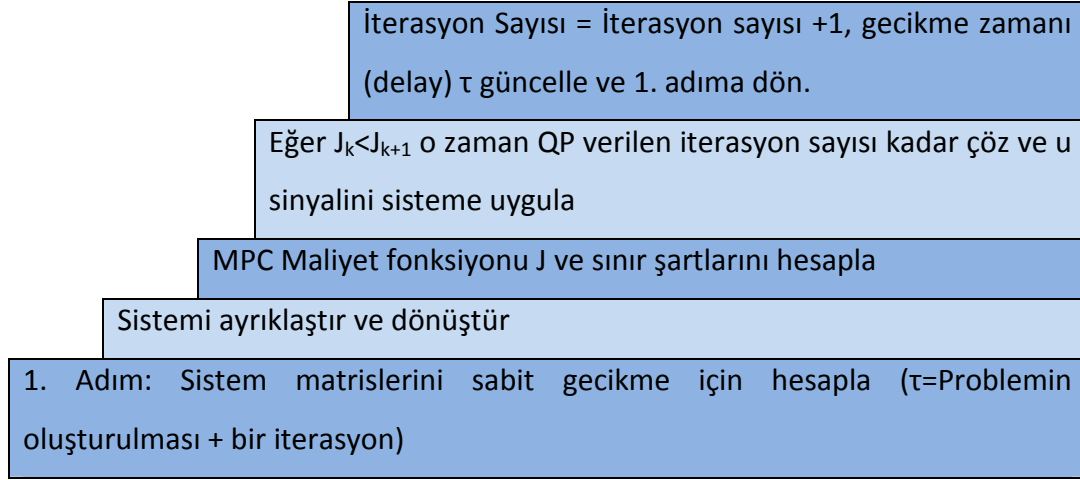 İterasyon Sayısı = İterasyon sayısı +1, gecikme zamanı
(delay) τ güncelle ve 1. adıma dön.
Eğer Jk<Jk+1 o zaman QP verilen iterasyon sayısı kadar çöz ve u
sinyalini sisteme uygula
MPC Maliyet fonksiyonu J ve sınır şartlarını hesapla
Sistemi ayrıklaştır ve dönüştür
1. Adım: Sistem matrislerini sabit gecikme için hesapla (τ=Problemin
oluşturulması + bir iterasyon)